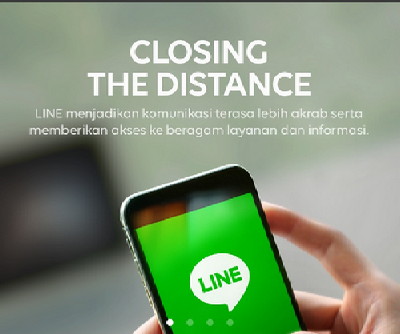 CLOSING
THE DISTANCE
LINE menjadikan komunikasi terasa lebih akrab serta
memberikan akses ke beragam layanan dan informasi.
LINE